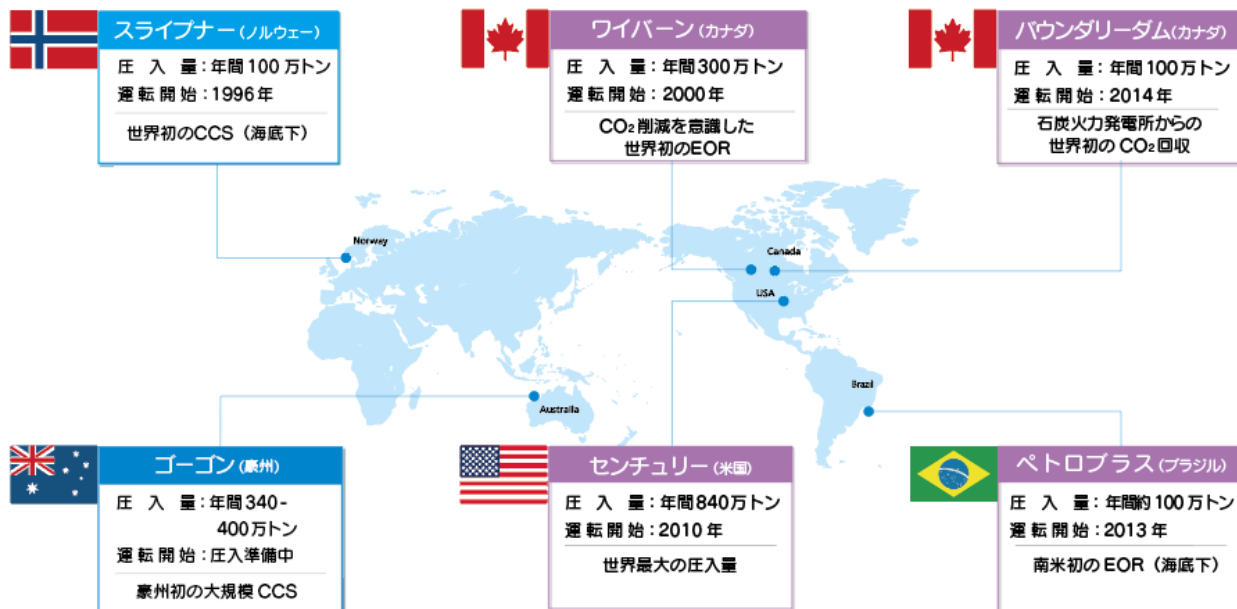 スライプナー(ノルウェー)
圧入量：年間100万トン
運転開始：1996年
世界初のCCS（海底下）
ワイバーン(カナダ)
圧入量：年間300万トン
運転開始：2000年
CO₂削減を意識した
世界初のEOR
バウンダリーダム(カナダ)
圧入量：年間100万トン
運転開始：2014年
石炭火力発電所からの
世界初のCO₂回収
Norway
Canada
USA
Brazil
Australia
ゴーゴン(豪州)
圧入量：年間340-
400万トン
運転開始：圧入準備中
豪州初の大規模CCS
センチュリー(米国)
圧入量：年間840万トン
運転開始：2010年
世界最大の圧入量
ペトロブラス(ブラジル)
圧入量：年間約100万トン
運転開始：2013年
南米初のEOR（海底下）